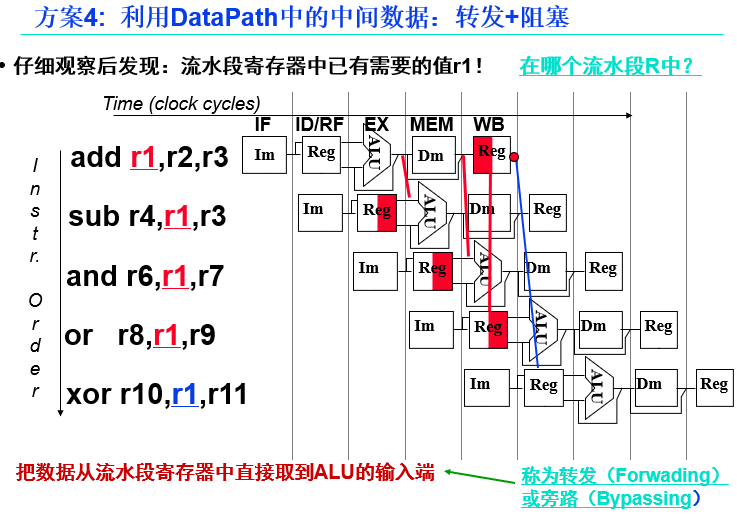 方案4: 利用DataPath中的中间数据：转发+阻塞
• 仔细观察后发现：流水段寄存器中已有需要的值r1！ 在哪个流水段R中？
Time (clock cycles)
IF ID/RF EX MEM WB
Instr. Order
add r1,r2,r3 Im Reg ALU Dm Reg
sub r4,r1,r3 Im Reg ALU Dm Reg
and r6,r1,r7 Im Reg ALU Dm Reg
or r8,r1,r9 Im Reg ALU Dm Reg
xor r10,r1,r11 Im Reg ALU Dm Reg
把数据从流水段寄存器中直接取到ALU的输入端
称为转发（Forwading）
或旁路（Bypassing）